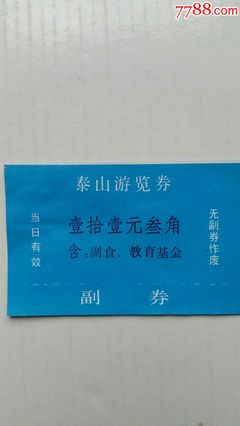 7788.com
泰山游览券
当日有效
壹拾壹元叁角
含:副食、教育基金
无副券作废
副 券